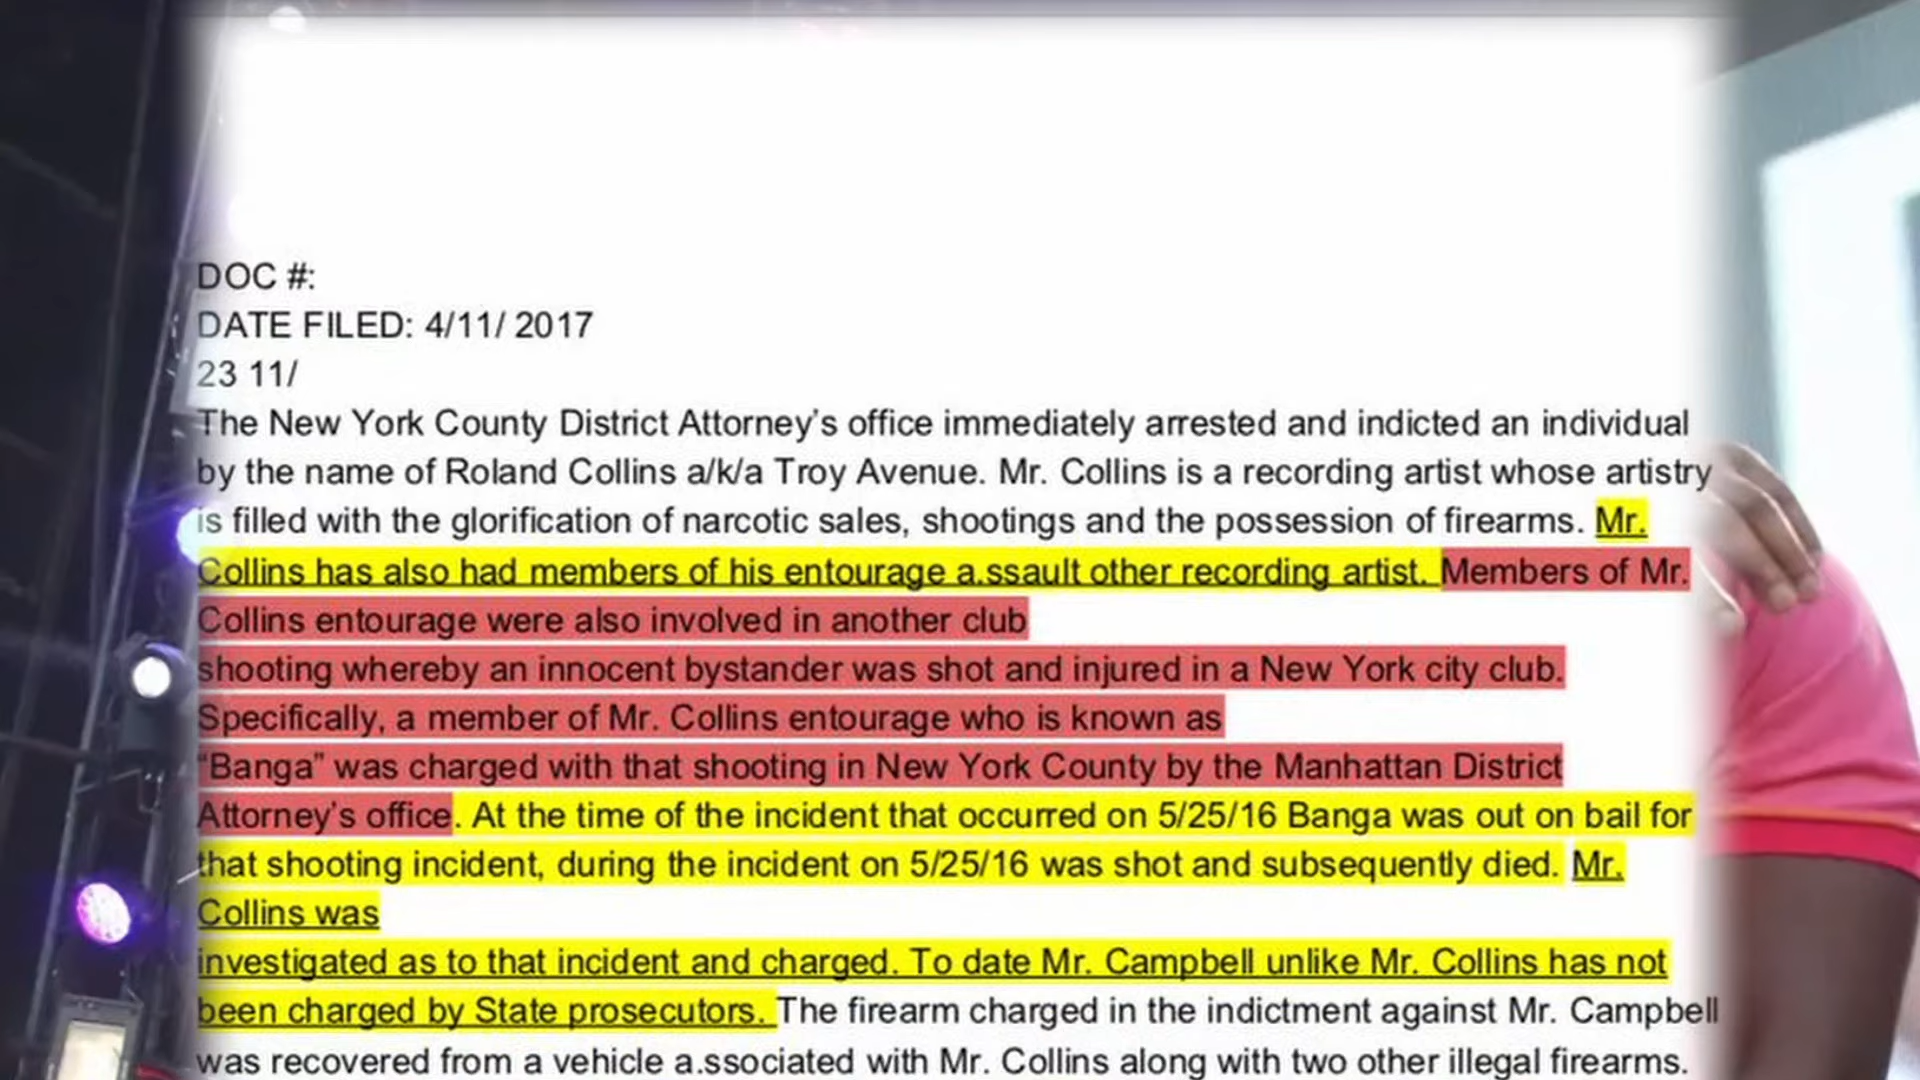 DOC #:
DATE FILED: 4/11/ 2017
23 11/
The New York County District Attorney’s office immediately arrested and indicted an individual
by the name of Roland Collins a/k/a Troy Avenue. Mr. Collins is a recording artist whose artistry
is filled with the glorification of narcotic sales, shootings and the possession of firearms. Mr.
Collins has also had members of his entourage a.ssault other recording artist. Members of Mr.
Collins entourage were also involved in another club
shooting whereby an innocent bystander was shot and injured in a New York city club.
Specifically, a member of Mr. Collins entourage who is known as
“Banga” was charged with that shooting in New York County by the Manhattan District
Attorney’s office. At the time of the incident that occurred on 5/25/16 Banga was out on bail for
that shooting incident, during the incident on 5/25/16 was shot and subsequently died. Mr.
Collins was
investigated as to that incident and charged. To date Mr. Campbell unlike Mr. Collins has not
been charged by State prosecutors. The firearm charged in the indictment against Mr. Campbell
was recovered from a vehicle a.ssociated with Mr. Collins along with two other illegal firearms.